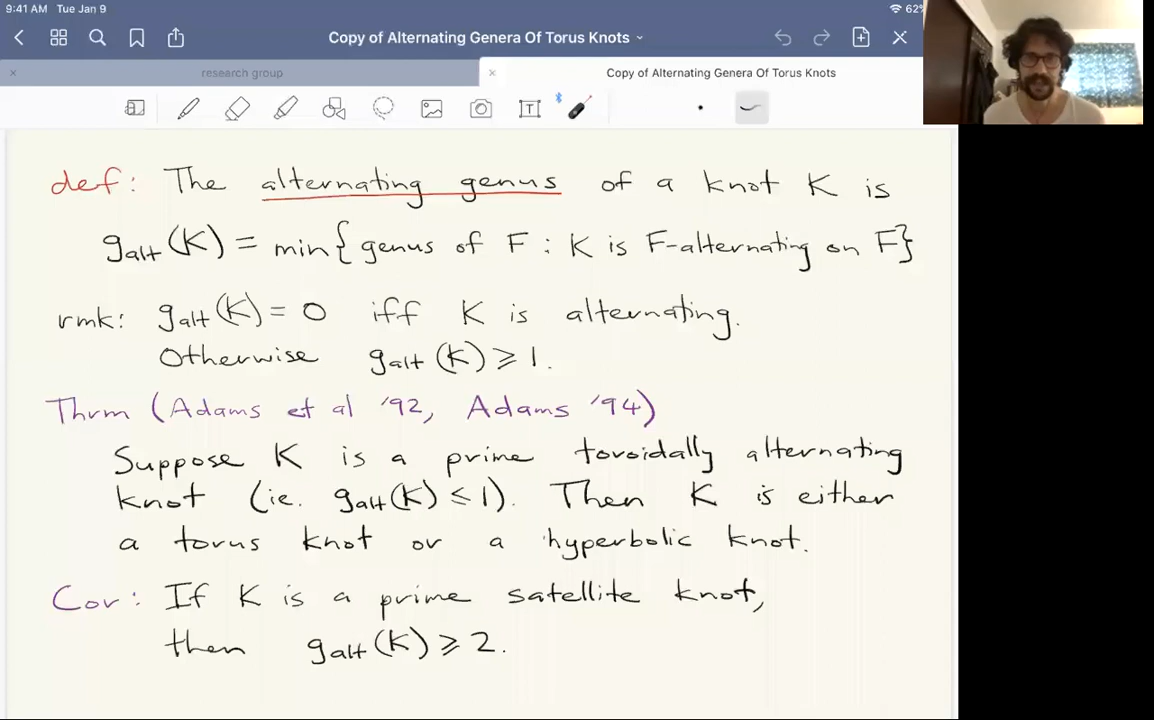 9:41 AM Tue Jan 9
62%
Copy of Alternating Genera Of Torus Knots
research group
Copy of Alternating Genera Of Torus Knots
def: The alternating genus of a knot K is
galt(K) = min{genus of F : K is F-alternating on F}
rmk: galt(K) = 0 iff K is alternating.
Otherwise galt(K) ⩾ 1.
Thrm (Adams et al '92, Adams '94)
Suppose K is a prime toroidally alternating
knot (ie. galt(K) ≤ 1). Then K is either
a torus knot or a hyperbolic knot.
Cor: If K is a prime satellite knot,
then galt(K) ⩾ 2.